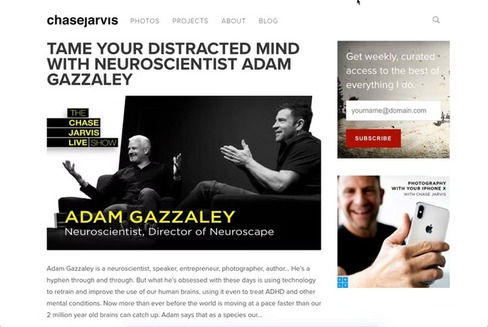 chasejarvis PHOTOS PROJECTS ABOUT BLOG
TAME YOUR DISTRACTED MIND
WITH NEUROSCIENTIST ADAM
GAZZALEY
THE
CHASE
JARVIS
LIVE SHOW
ADAM GAZZALEY
Neuroscientist, Director of Neuroscape
Adam Gazzaley is a neuroscientist, speaker, entrepreneur, photographer, author... He's a
hyphen through and through. But what he's obsessed with these days is using technology
to retrain and improve the use of our human brains, using it even to treat ADHD and other
mental conditions. Now more than ever before the world is moving at a pace faster than our
2 million year old brains can catch up. Adam says that as a species our...
Get weekly, curated
access to the best of
everything I do.
yourname@domain.com
SUBSCRIBE
PHOTOGRAPHY
WITH YOUR IPHONE X
WITH CHASE JARVIS